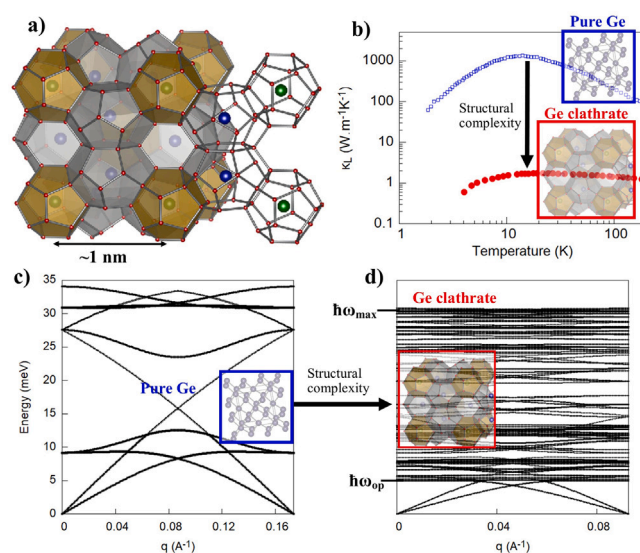 a)
~1 nm
b)
Pure Ge
Structural
complexity
Ge clathrate
κL (W.m-1K-1)
1000
100
10
1
0.1
1
10
100
Temperature (K)
c)
35
30
25
20
15
10
5
0
Energy (meV)
Pure Ge
0
0.04
0.08
0.12
0.16
q (A-1)
Structural
complexity
d)
Ge clathrate
ħωmax
ħωop
0
0.04
0.08
q (A-1)